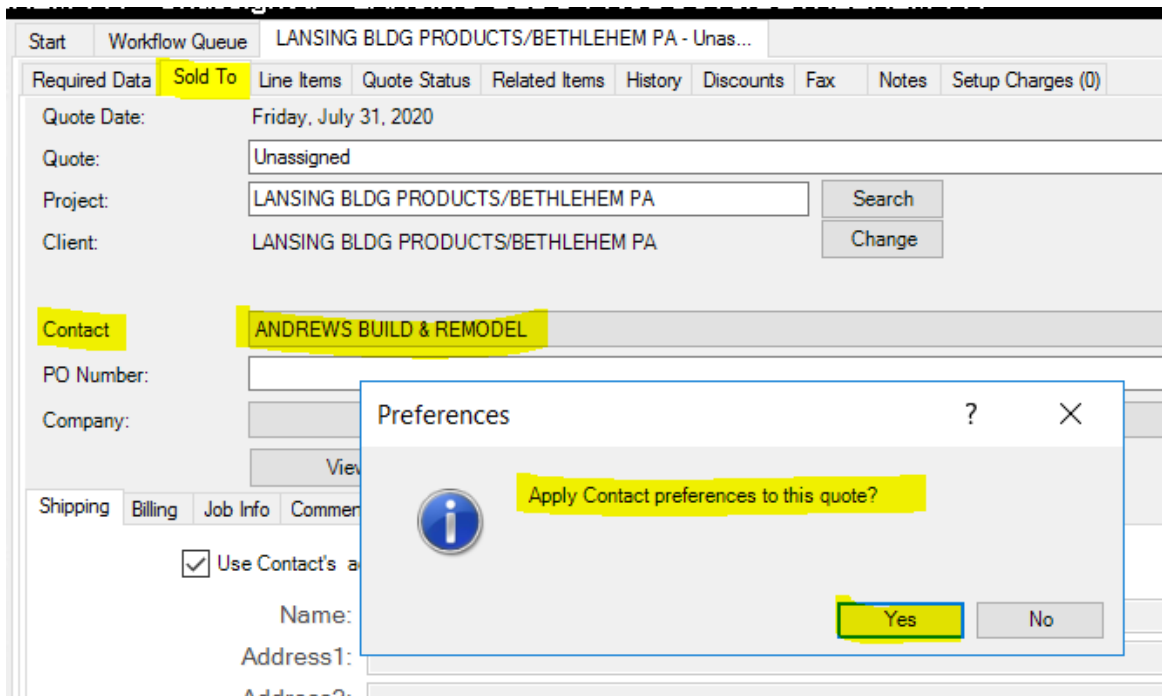 Start Workflow Queue LANSING BLDG PRODUCTS/BETHLEHEM PA - Unas...
Required Data Sold To Line Items Quote Status Related Items History Discounts Fax Notes Setup Charges (0)
Quote Date: Friday, July 31, 2020
Quote: Unassigned
Project: LANSING BLDG PRODUCTS/BETHLEHEM PA Search
Client: LANSING BLDG PRODUCTS/BETHLEHEM PA Change
Contact ANDREWS BUILD & REMODEL
PO Number:
Company:
Preferences ? X
Apply Contact preferences to this quote?
Yes No
Shipping Billing Job Info
Use Contact's
Name:
Address1: